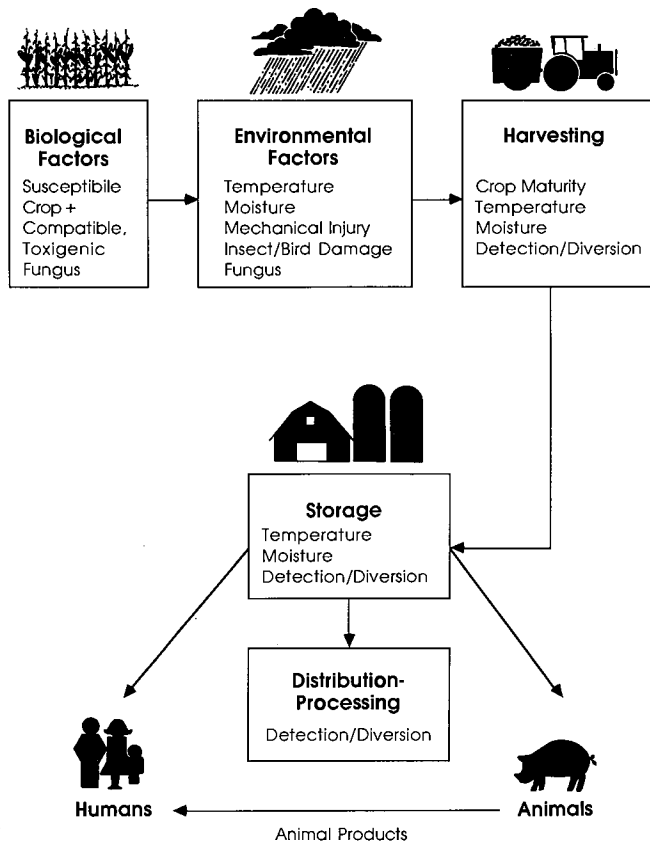 Biological
Factors
Susceptibile
Crop +
Compatible,
Toxigenic
Fungus
Environmental
Factors
Temperature
Moisture
Mechanical Injury
Insect/Bird Damage
Fungus
Harvesting
Crop Maturity
Temperature
Moisture
Detection/Diversion
Storage
Temperature
Moisture
Detection/Diversion
Distribution-
Processing
Detection/Diversion
Humans
Animals
Animal Products